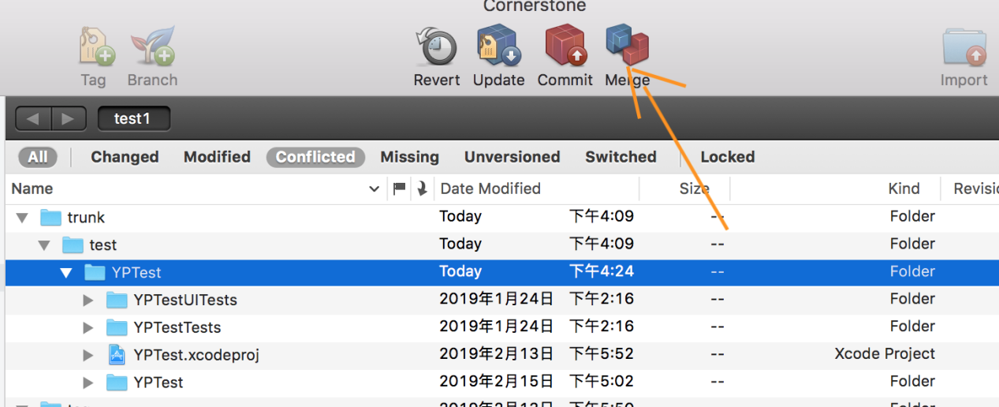 Cornerstone
Tag Branch Revert Update Commit Merge Import
test1
All Changed Modified Conflicted Missing Unversioned Switched Locked
Name Date Modified Size Kind
trunk Today 下午4:09 -- Folder
test Today 下午4:09 -- Folder
YPTest Today 下午4:24 -- Folder
YPTestUITests 2019年1月24日 下午2:16 -- Folder
YPTestTests 2019年1月24日 下午2:16 -- Folder
YPTest.xcodeproj 2019年2月13日 下午5:52 -- Xcode Project
YPTest 2019年2月15日 下午5:02 -- Folder